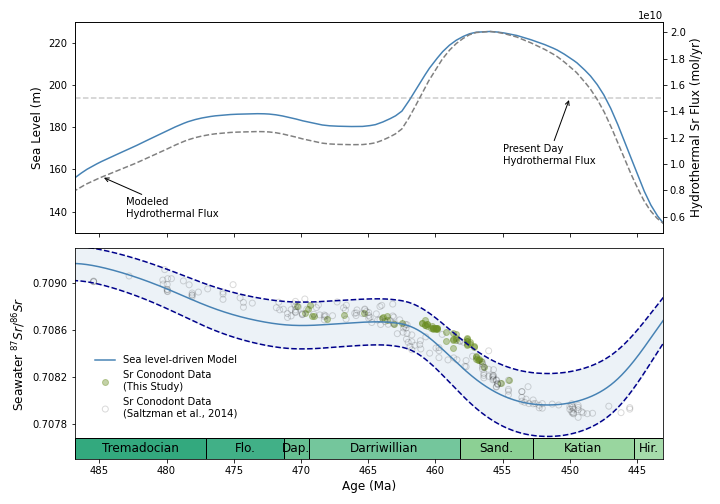 1e10
220
200
180
160
140
Sea Level (m)
2.0
1.8
1.6
1.4
1.2
1.0
0.8
0.6
Hydrothermal Sr Flux (mol/yr)
Present Day
Hydrothermal Flux
Modeled
Hydrothermal Flux
0.7090
0.7086
0.7082
0.7078
Seawater ⁸⁷Sr/⁸⁶Sr
Sea level-driven Model
Sr Conodont Data
(This Study)
Sr Conodont Data
(Saltzman et al., 2014)
Tremadocian Flo. Dap. Darriwillian Sand. Katian Hir.
485 480 475 470 465 460 455 450 445
Age (Ma)